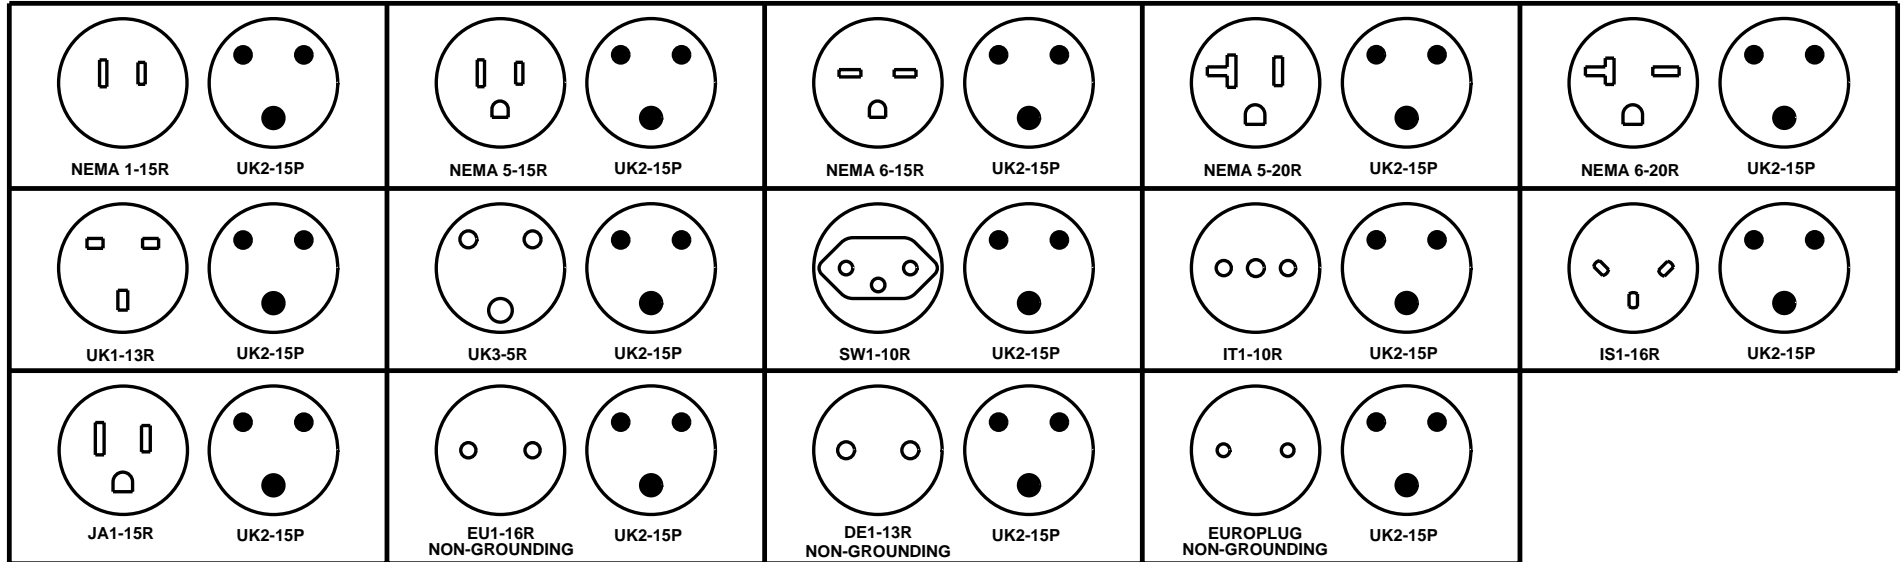 NEMA 1-15R UK2-15P NEMA 5-15R UK2-15P NEMA 6-15R UK2-15P NEMA 5-20R UK2-15P NEMA 6-20R UK2-15P
UK1-13R UK2-15P UK3-5R UK2-15P SW1-10R UK2-15P IT1-10R UK2-15P IS1-16R UK2-15P
JA1-15R UK2-15P EU1-16R UK2-15P DE1-13R UK2-15P EUROPLUG UK2-15P
NON-GROUNDING NON-GROUNDING NON-GROUNDING